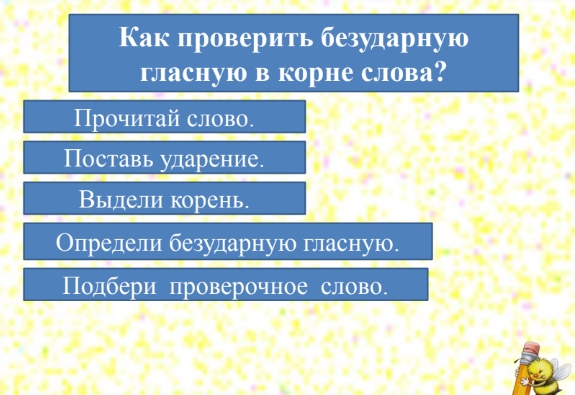 Как проверить безударную
гласную в корне слова?
Прочитай слово.
Поставь ударение.
Выдели корень.
Определи безударную гласную.
Подбери проверочное слово.